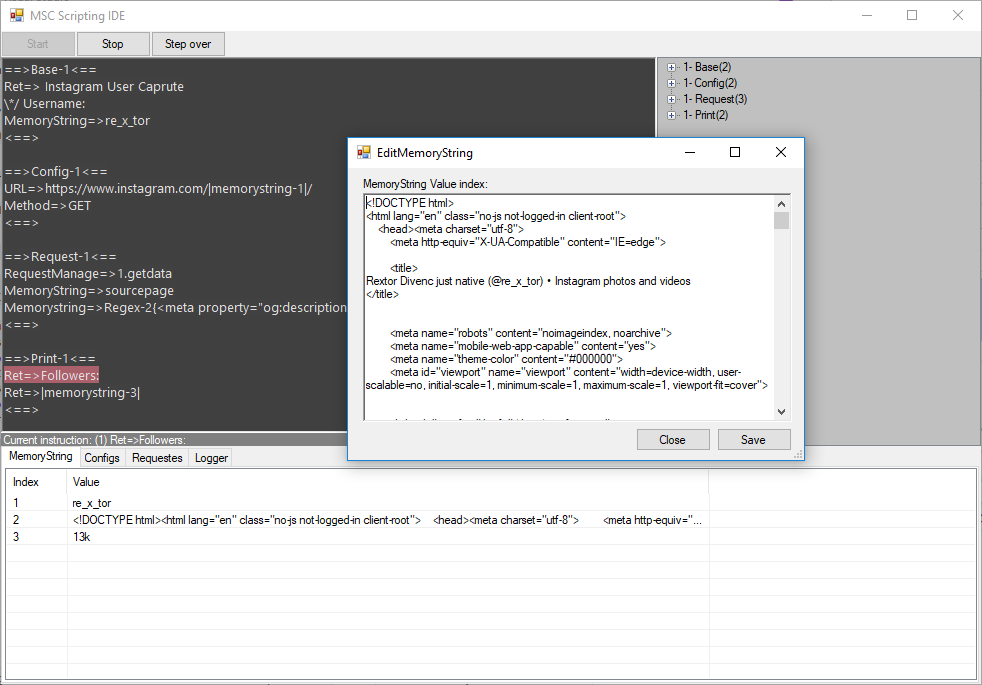 MSC Scripting IDE
Start Stop Step over
==>Base-1<==
Ret=> Instagram User Caprute
\*/ Username:
MemoryString=>re_x_tor
<==>
==>Config-1<==
URL=>https://www.instagram.com/|memorystring-1|/
Method=>GET
<==>
==>Request-1<==
RequestManage=>1.getdata
MemoryString=>sourcepage
Memorystring=>Regex-2{<meta property="og:description
<==>
==>Print-1<==
Ret=>Followers:
Ret=>|memorystring-3|
<==>
1- Base(2)
1- Config(2)
1- Request(3)
1- Print(2)
EditMemoryString
MemoryString Value index:
<!DOCTYPE html>
<html lang="en" class="no-js not-logged-in client-root">
<head><meta charset="utf-8">
<meta http-equiv="X-UA-Compatible" content="IE=edge">
<title>
Rextor Divenc just native (@re_x_tor) • Instagram photos and videos
</title>
<meta name="robots" content="noimageindex, noarchive">
<meta name="mobile-web-app-capable" content="yes">
<meta name="theme-color" content="#000000">
<meta id="viewport" name="viewport" content="width=device-width, user-
scalable=no, initial-scale=1, minimum-scale=1, maximum-scale=1, viewport-fit=cover">
Close Save
Current instruction: (1) Ret=>Followers:
MemoryString Configs Requestes Logger
Index Value
1 re_x_tor
2 <!DOCTYPE html><html lang="en" class="no-js not-logged-in client-root"> <head><meta charset="utf-8"> <meta http-equiv="...
3 13k